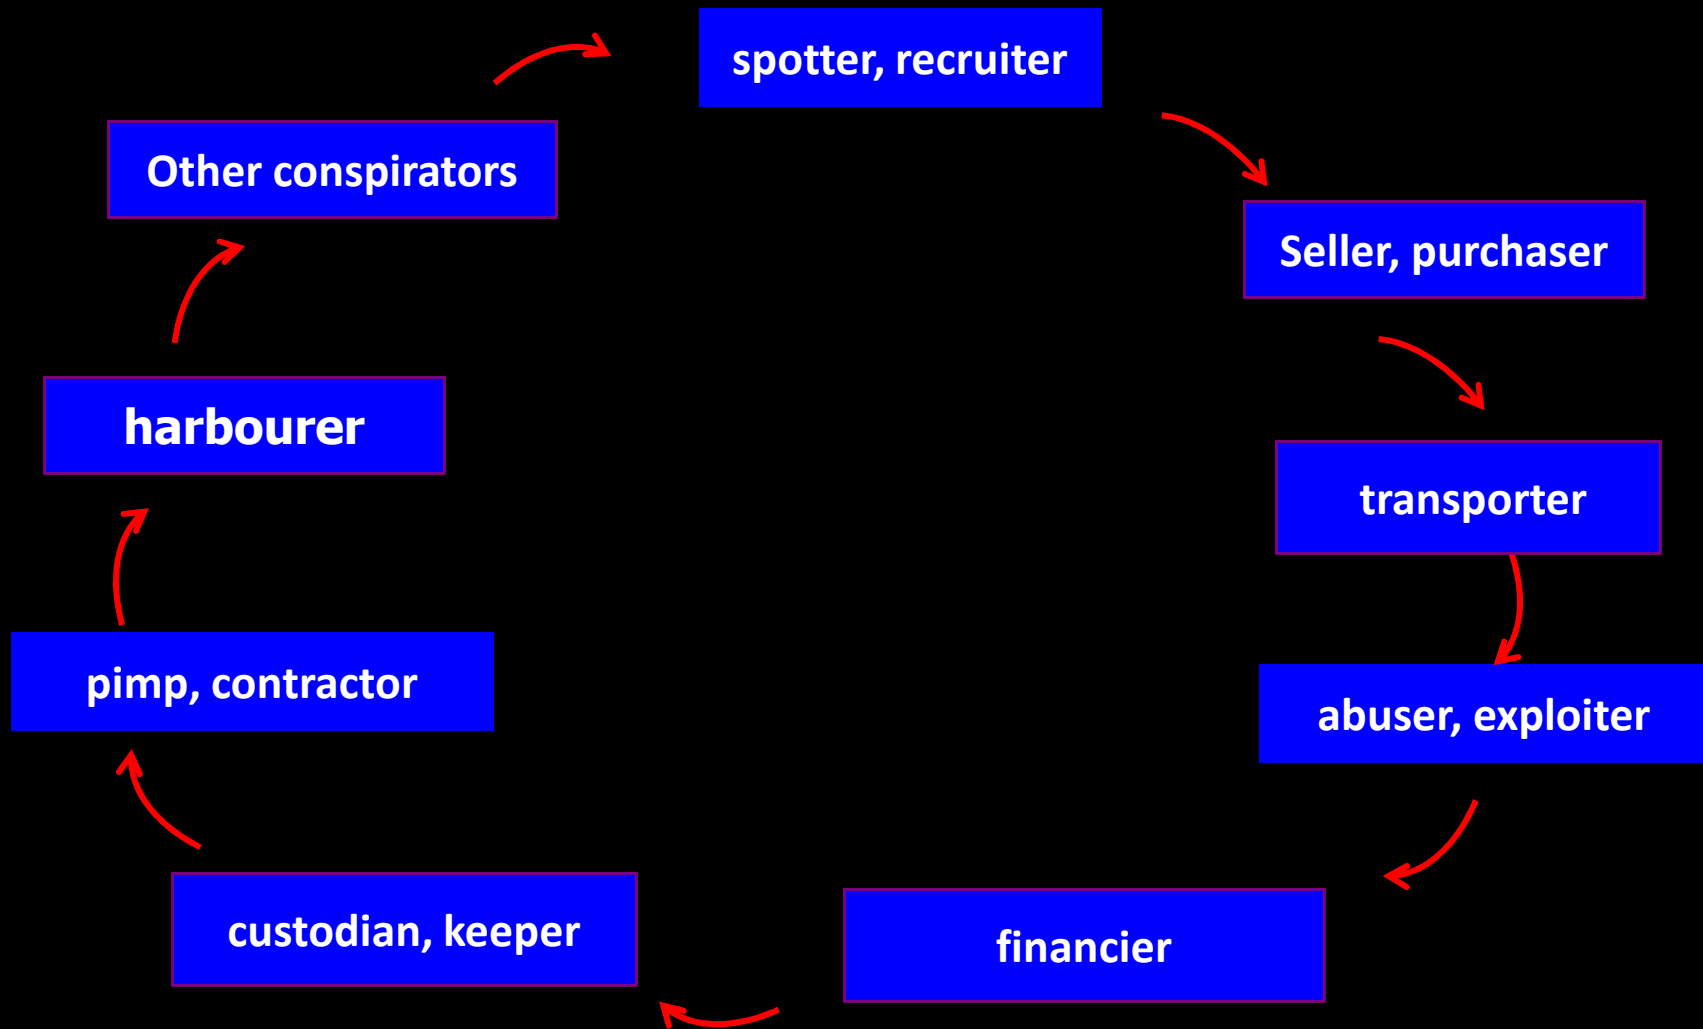 spotter, recruiter
Seller, purchaser
transporter
abuser, exploiter
financier
custodian, keeper
pimp, contractor
harbourer
Other conspirators